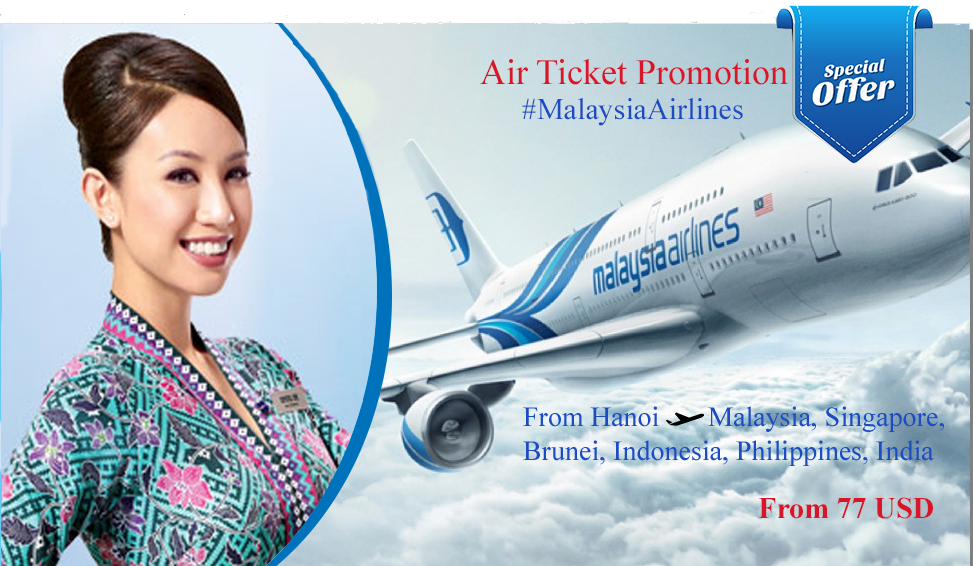 Special
Offer
Air Ticket Promotion
#MalaysiaAirlines
malaysia airlines
From Hanoi Malaysia, Singapore,
Brunei, Indonesia, Philippines, India
From 77 USD